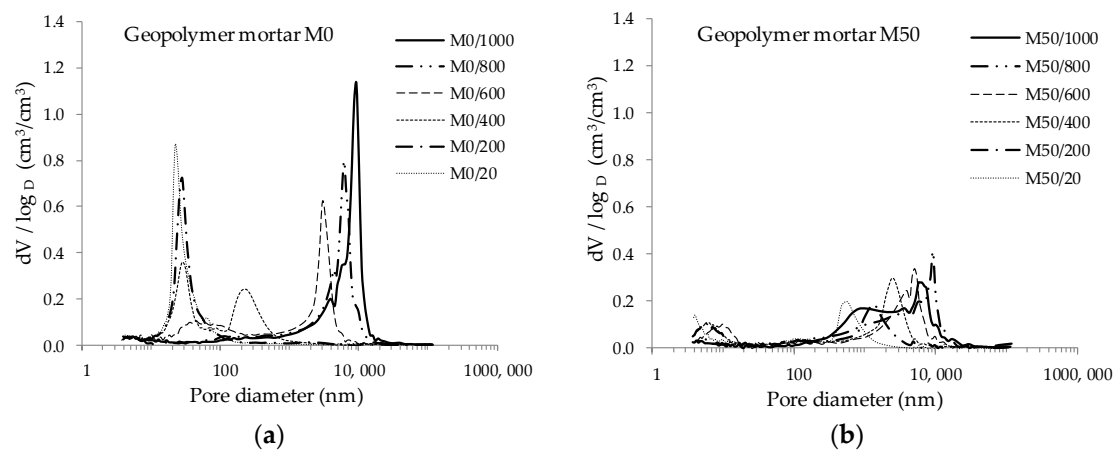 Geopolymer mortar M0
dV / log D (cm³/cm³)
1.4
1.2
1.0
0.8
0.6
0.4
0.2
0.0
M0/1000
M0/800
M0/600
M0/400
M0/200
M0/20
1 100 10,000 1000,000
Pore diameter (nm)
(a)
Geopolymer mortar M50
dV / log D (cm³/cm³)
1.4
1.2
1.0
0.8
0.6
0.4
0.2
0.0
M50/1000
M50/800
M50/600
M50/400
M50/200
M50/20
1 100 10,000 1000,000
Pore diameter (nm)
(b)